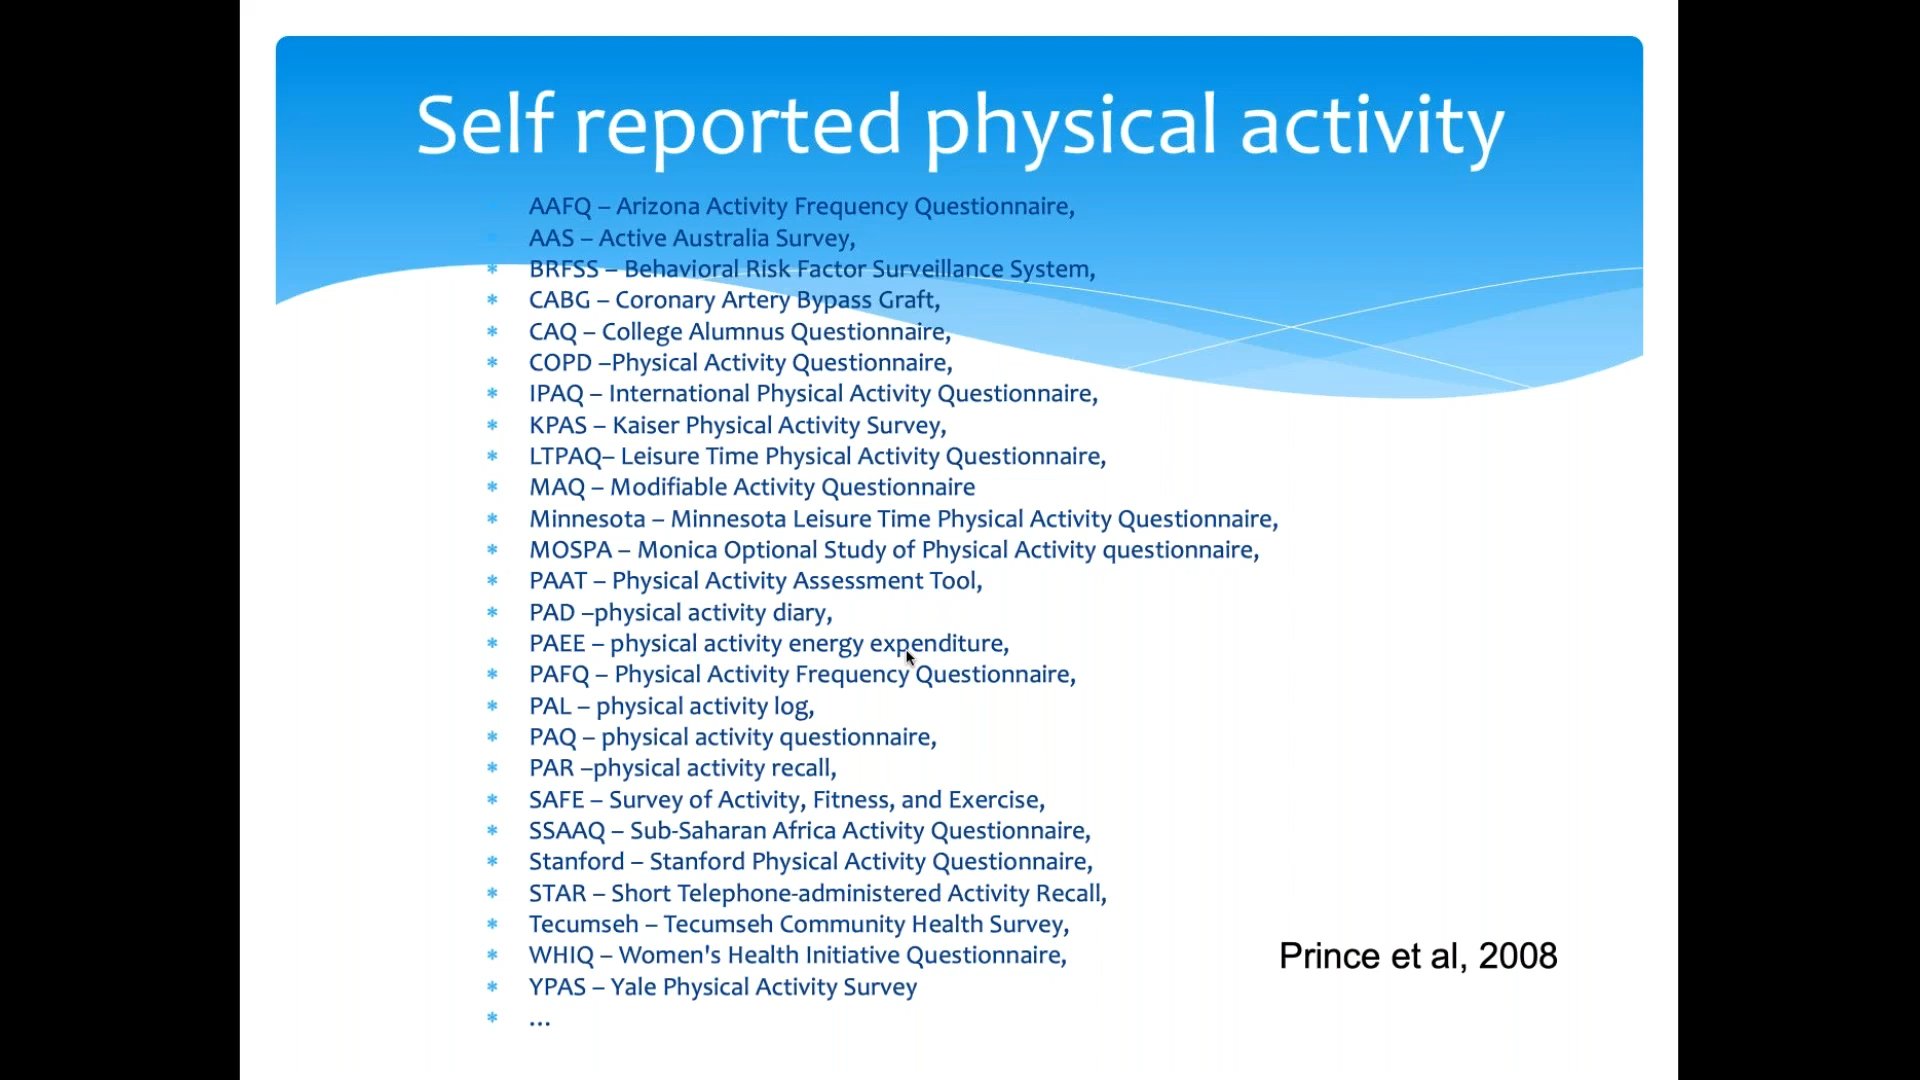 Self reported physical activity
AAFQ – Arizona Activity Frequency Questionnaire,
AAS – Active Australia Survey,
* BRFSS – Behavioral Risk Factor Surveillance System,
* CABG – Coronary Artery Bypass Graft,
* CAQ – College Alumnus Questionnaire,
* COPD –Physical Activity Questionnaire,
* IPAQ – International Physical Activity Questionnaire,
* KPAS – Kaiser Physical Activity Survey,
* LTPAQ– Leisure Time Physical Activity Questionnaire,
* MAQ – Modifiable Activity Questionnaire
* Minnesota – Minnesota Leisure Time Physical Activity Questionnaire,
* MOSPA – Monica Optional Study of Physical Activity questionnaire,
* PAAT – Physical Activity Assessment Tool,
* PAD –physical activity diary,
* PAEE – physical activity energy expenditure,
* PAFQ – Physical Activity Frequency Questionnaire,
* PAL – physical activity log,
* PAQ – physical activity questionnaire,
* PAR –physical activity recall,
* SAFE – Survey of Activity, Fitness, and Exercise,
* SSAAQ – Sub-Saharan Africa Activity Questionnaire,
* Stanford – Stanford Physical Activity Questionnaire,
* STAR – Short Telephone-administered Activity Recall,
* Tecumseh – Tecumseh Community Health Survey,
* WHIQ – Women's Health Initiative Questionnaire,
* YPAS – Yale Physical Activity Survey
* ...
Prince et al, 2008